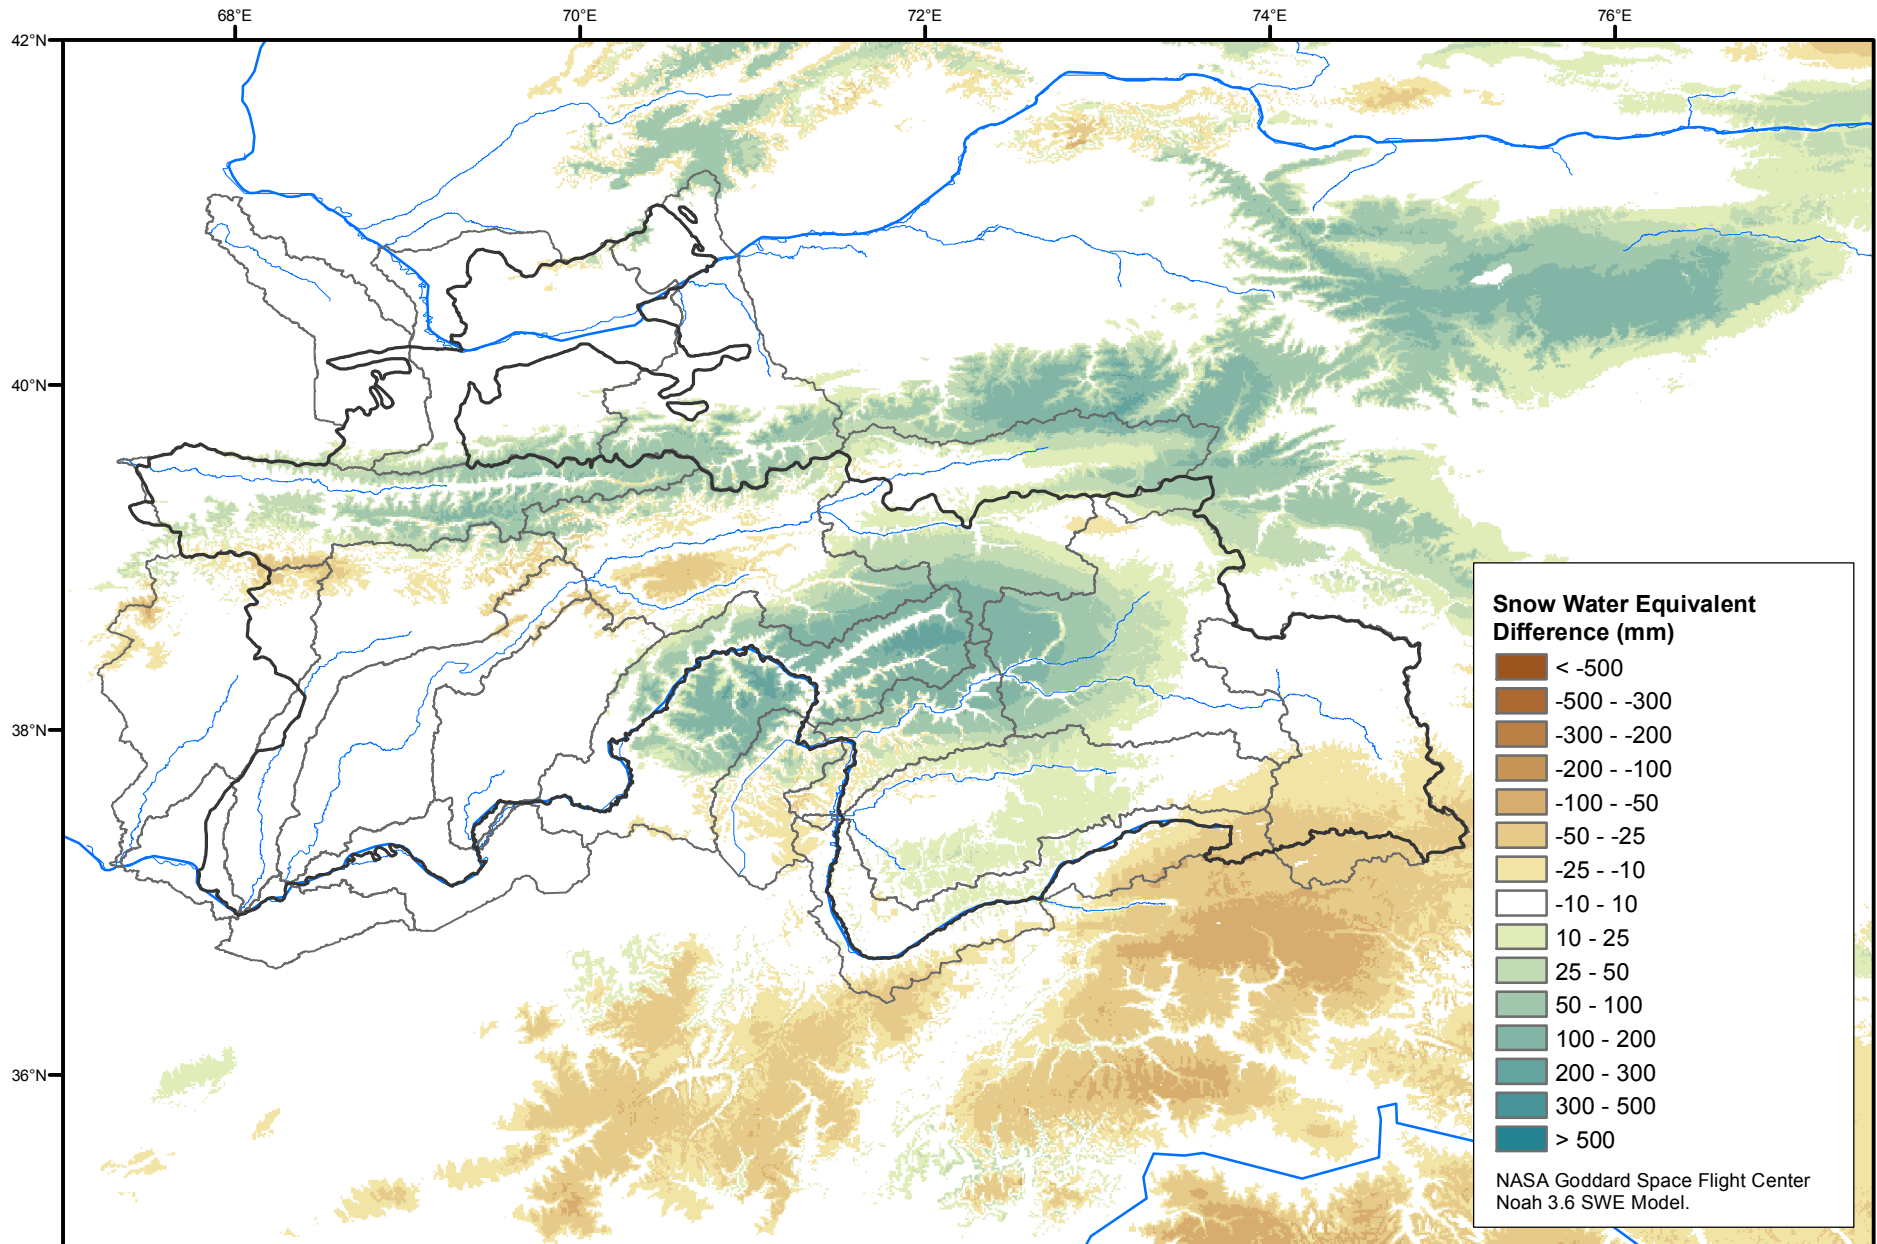 68°E
70°E
72°E
74°E
76°E
42°N
40°N
38°N
36°N
Snow Water Equivalent
Difference (mm)
< -500
-500 - -300
-300 - -200
-200 - -100
-100 - -50
-50 - -25
-25 - -10
-10 - 10
10 - 25
25 - 50
50 - 100
100 - 200
200 - 300
300 - 500
> 500
NASA Goddard Space Flight Center
Noah 3.6 SWE Model.